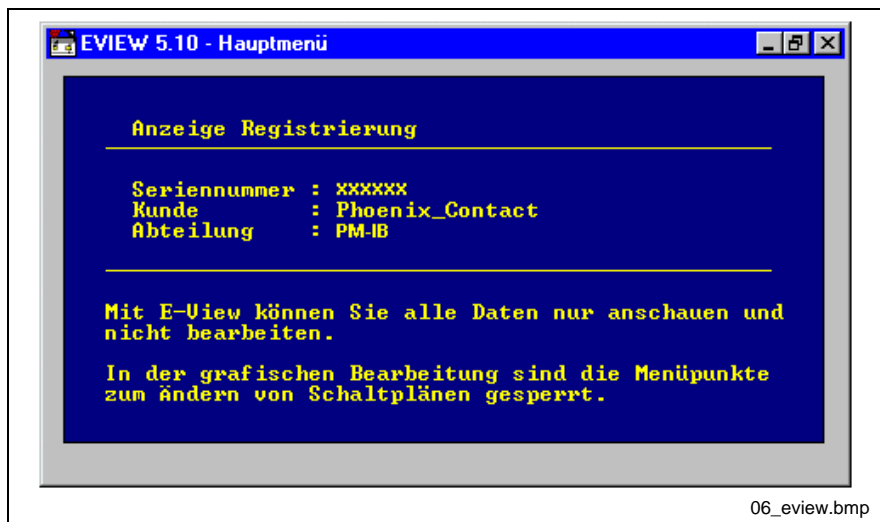 EVIEW 5.10 - Hauptmenü
Anzeige Registrierung
Seriennummer : XXXXXX
Kunde : Phoenix_Contact
Abteilung : PM-IB
Mit E-View können Sie alle Daten nur anschauen und
nicht bearbeiten.
In der grafischen Bearbeitung sind die Menüpunkte
zum Ändern von Schaltplänen gesperrt.
06_eview.bmp